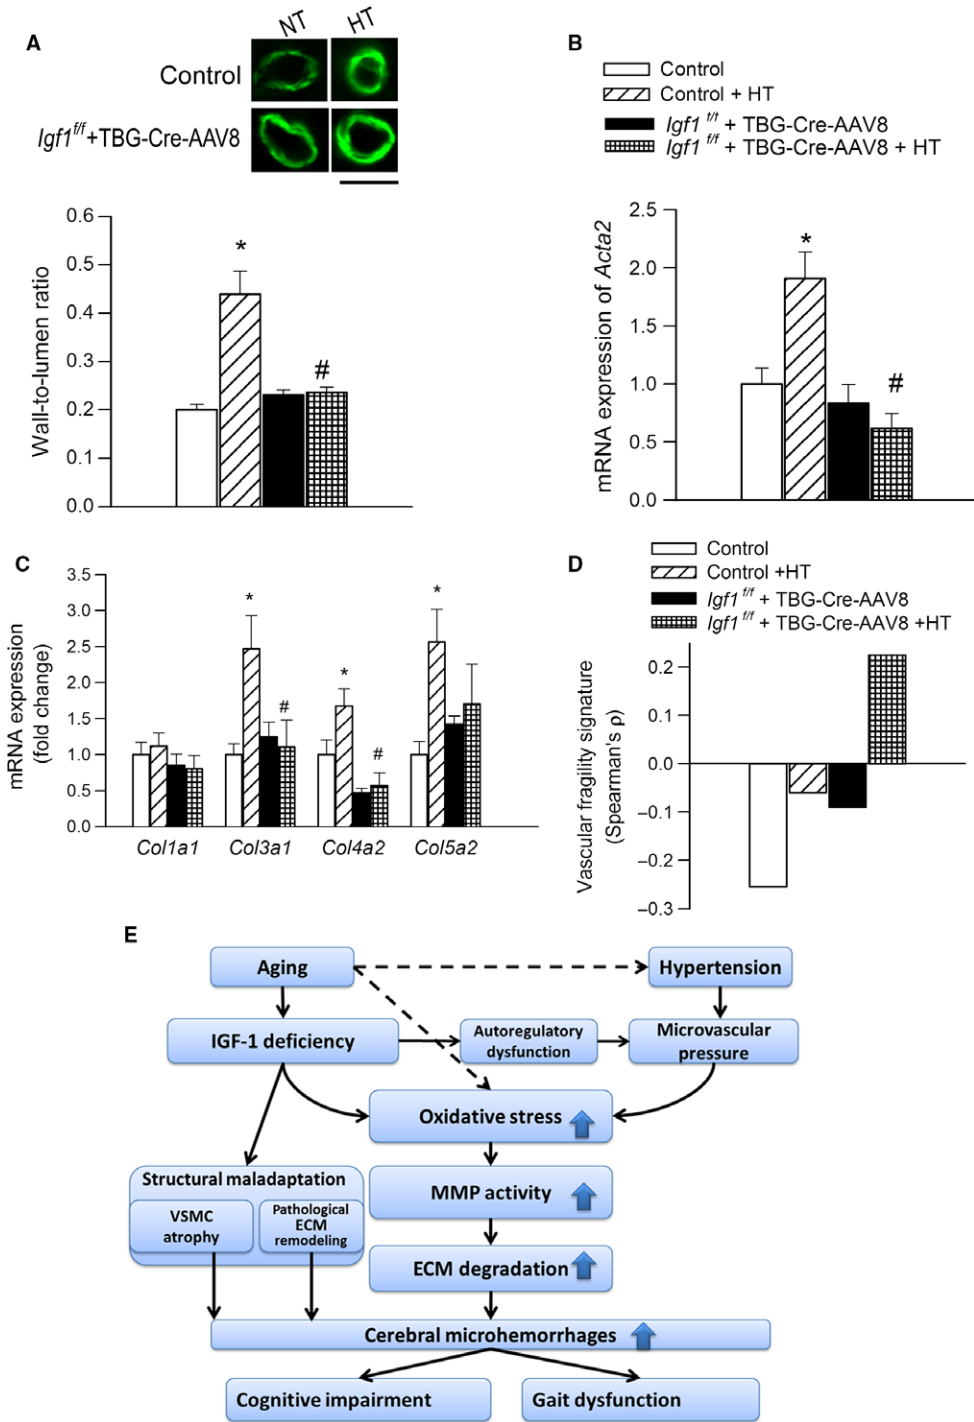 A
NT
HT
Control
Igf1 f/f+TBG-Cre-AAV8
Wall-to-lumen ratio
0.6
0.5
0.4
0.3
0.2
0.1
0.0
*
#
B
Control
Control + HT
Igf1 f/f + TBG-Cre-AAV8
Igf1 f/f + TBG-Cre-AAV8 + HT
mRNA expression of Acta2
2.5
2.0
1.5
1.0
0.5
0.0
*
#
C
mRNA expression
(fold change)
3.5
3.0
2.5
2.0
1.5
1.0
0.5
0.0
*
#
*
#
*
Col1a1
Col3a1
Col4a2
Col5a2
D
Control
Control +HT
Igf1 f/f + TBG-Cre-AAV8
Igf1 f/f + TBG-Cre-AAV8 +HT
Vascular fragility signature
(Spearman's ρ)
0.2
0.1
0.0
–0.1
–0.2
–0.3
E
Aging
Hypertension
IGF-1 deficiency
Autoregulatory
dysfunction
Microvascular
pressure
Oxidative stress
Structural maladaptation
VSMC
atrophy
Pathological
ECM
remodeling
MMP activity
ECM degradation
Cerebral microhemorrhages
Cognitive impairment
Gait dysfunction